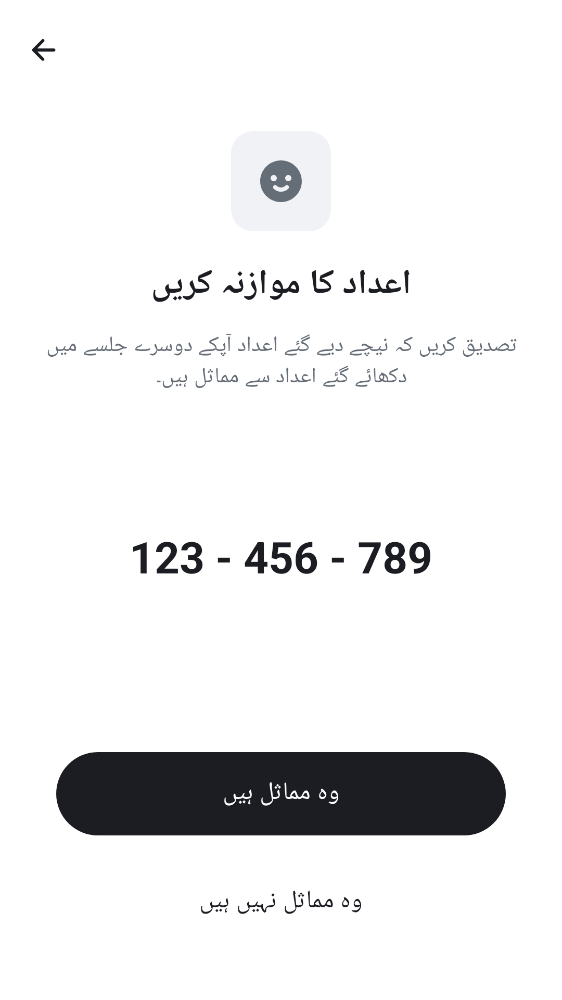 اعداد کا موازنہ کریں
تصدیق کریں کہ نیچے دیے گئے اعداد آپکے دوسرے جلسے میں
دکھائے گئے اعداد سے مماثل ہیں۔
123 - 456 - 789
وہ مماثل ہیں
وہ مماثل نہیں ہیں